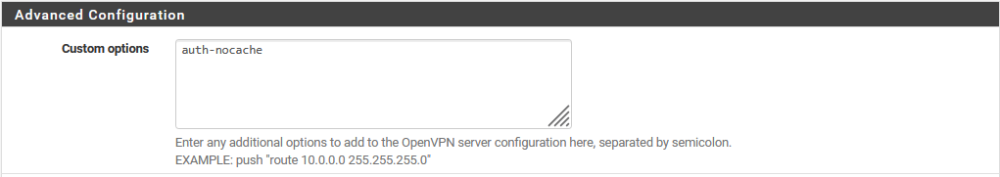 Advanced Configuration
Custom options
auth-nocache
Enter any additional options to add to the OpenVPN server configuration here, separated by semicolon.
EXAMPLE: push "route 10.0.0.0 255.255.255.0"